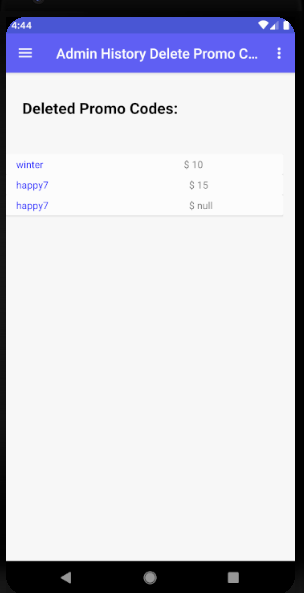 4:44
Admin History Delete Promo C...
Deleted Promo Codes:
winter $ 10
happy7 $ 15
happy7 $ null